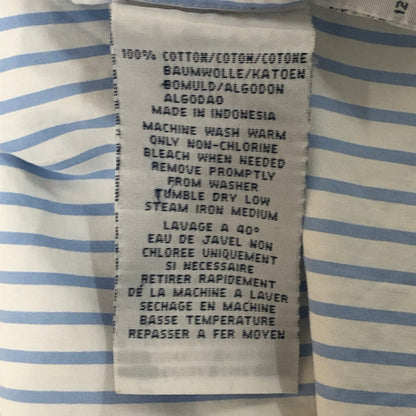 12
100% COTTON/COTON/COTONE
BAUMWOLLE/KATOEN
BOMULD/ALGODON
ALGODAO
MADE IN INDONESIA
MACHINE WASH WARM
ONLY NON-CHLORINE
BLEACH WHEN NEEDED
REMOVE PROMPTLY
FROM WASHER
TUMBLE DRY LOW
STEAM IRON MEDIUM
LAVAGE A 40°
EAU DE JAVEL NON
CHLOREE UNIQUEMENT
SI NECESSAIRE
RETIRER RAPIDEMENT
DE LA MACHINE A LAVER
SECHAGE EN MACHINE
BASSE TEMPERATURE
REPASSER A FER MOYEN